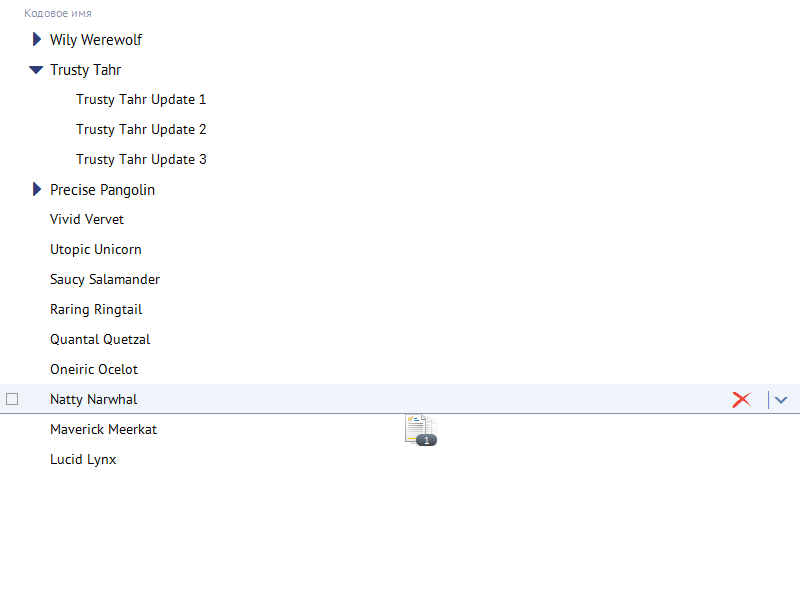 Кодовое имя
Wily Werewolf
Trusty Tahr
Trusty Tahr Update 1
Trusty Tahr Update 2
Trusty Tahr Update 3
Precise Pangolin
Vivid Vervet
Utopic Unicorn
Saucy Salamander
Raring Ringtail
Quantal Quetzal
Oneiric Ocelot
Natty Narwhal
Maverick Meerkat
1
Lucid Lynx